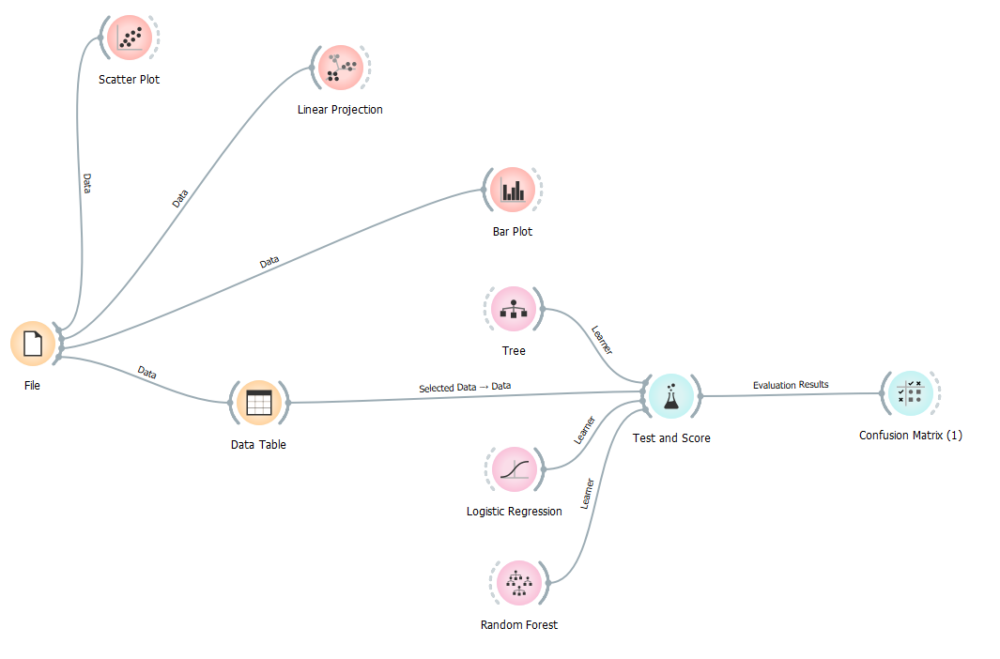 Scatter Plot
Linear Projection
Data
Data
Bar Plot
Data
Tree
Learner
File
Data
Selected Data → Data
Evaluation Results
Data Table
Test and Score
Confusion Matrix (1)
Learner
Logistic Regression
Learner
Random Forest